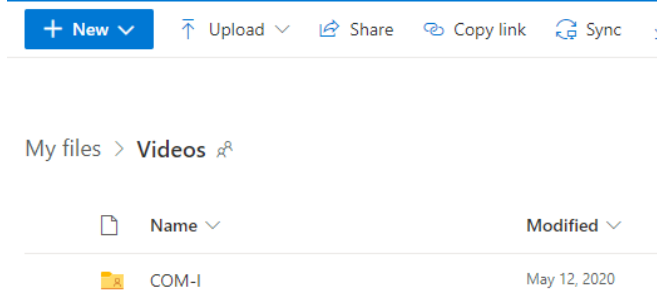 + New Upload Share Copy link Sync
My files > Videos
Name Modified
COM-I May 12, 2020